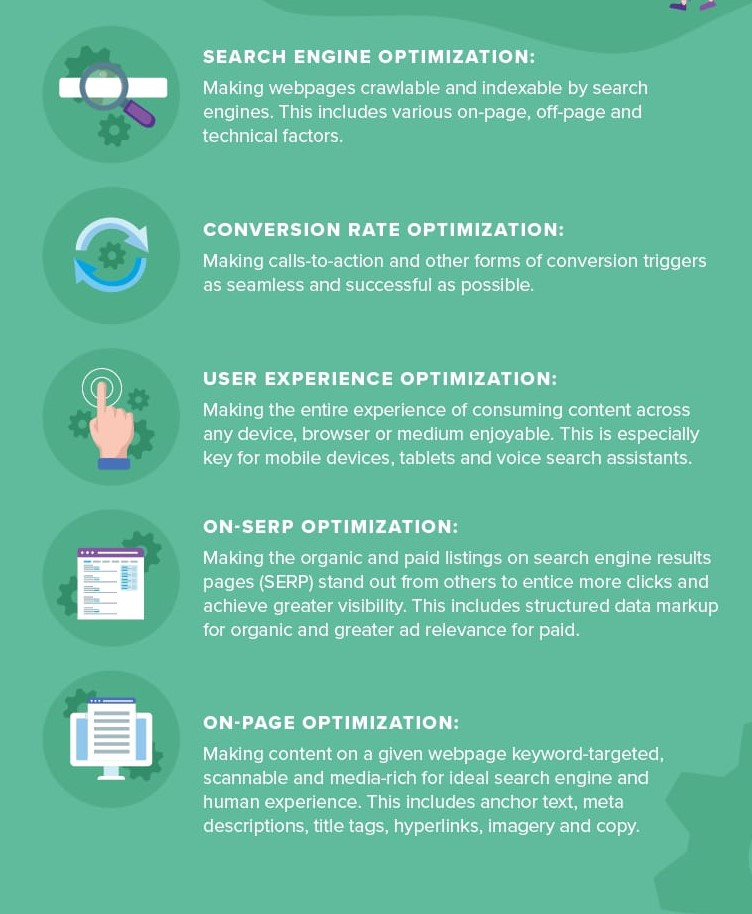 SEARCH ENGINE OPTIMIZATION:
Making webpages crawlable and indexable by search
engines. This includes various on-page, off-page and
technical factors.
CONVERSION RATE OPTIMIZATION:
Making calls-to-action and other forms of conversion triggers
as seamless and successful as possible.
USER EXPERIENCE OPTIMIZATION:
Making the entire experience of consuming content across
any device, browser or medium enjoyable. This is especially
key for mobile devices, tablets and voice search assistants.
ON-SERP OPTIMIZATION:
Making the organic and paid listings on search engine results
pages (SERP) stand out from others to entice more clicks and
achieve greater visibility. This includes structured data markup
for organic and greater ad relevance for paid.
ON-PAGE OPTIMIZATION:
Making content on a given webpage keyword-targeted,
scannable and media-rich for ideal search engine and
human experience. This includes anchor text, meta
descriptions, title tags, hyperlinks, imagery and copy.